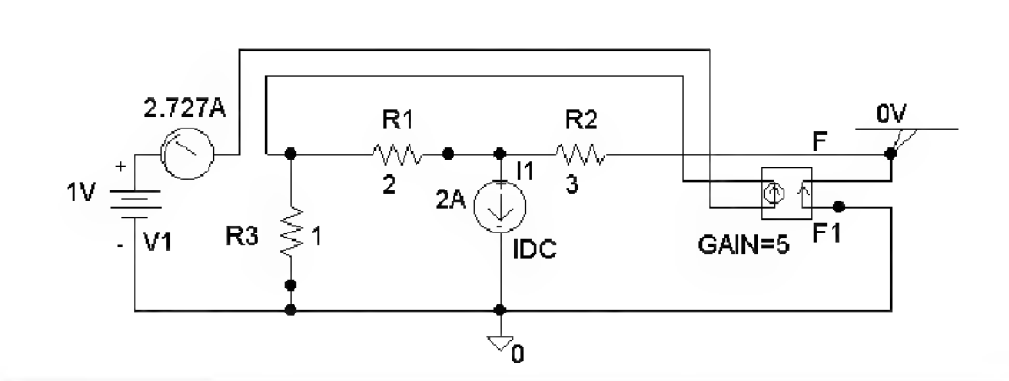 2.727A
R1
R2
0V
F
+
1V
2
3
I1
2A
- V1
R3
1
IDC
GAIN=5
F1
0